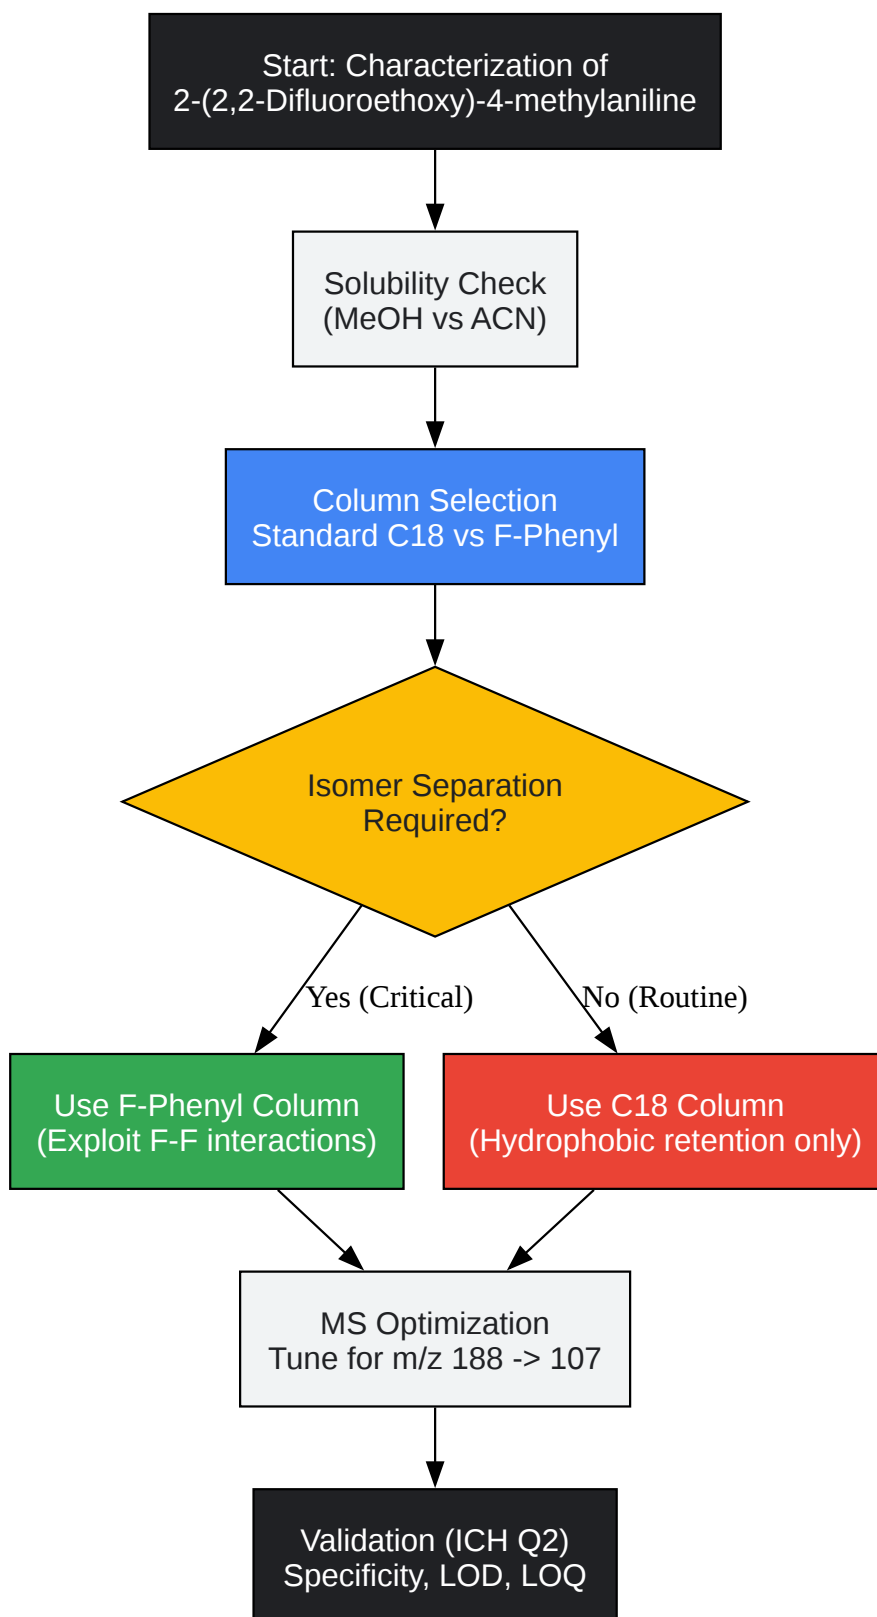 Start: Characterization of
2-(2,2-Difluoroethoxy)-4-methylaniline
Solubility Check
(MeOH vs ACN)
Column Selection
Standard C18 vs F-Phenyl
Isomer Separation
Required?
Yes (Critical)
No (Routine)
Use F-Phenyl Column
(Exploit F-F interactions)
Use C18 Column
(Hydrophobic retention only)
MS Optimization
Tune for m/z 188 -> 107
Validation (ICH Q2)
Specificity, LOD, LOQ